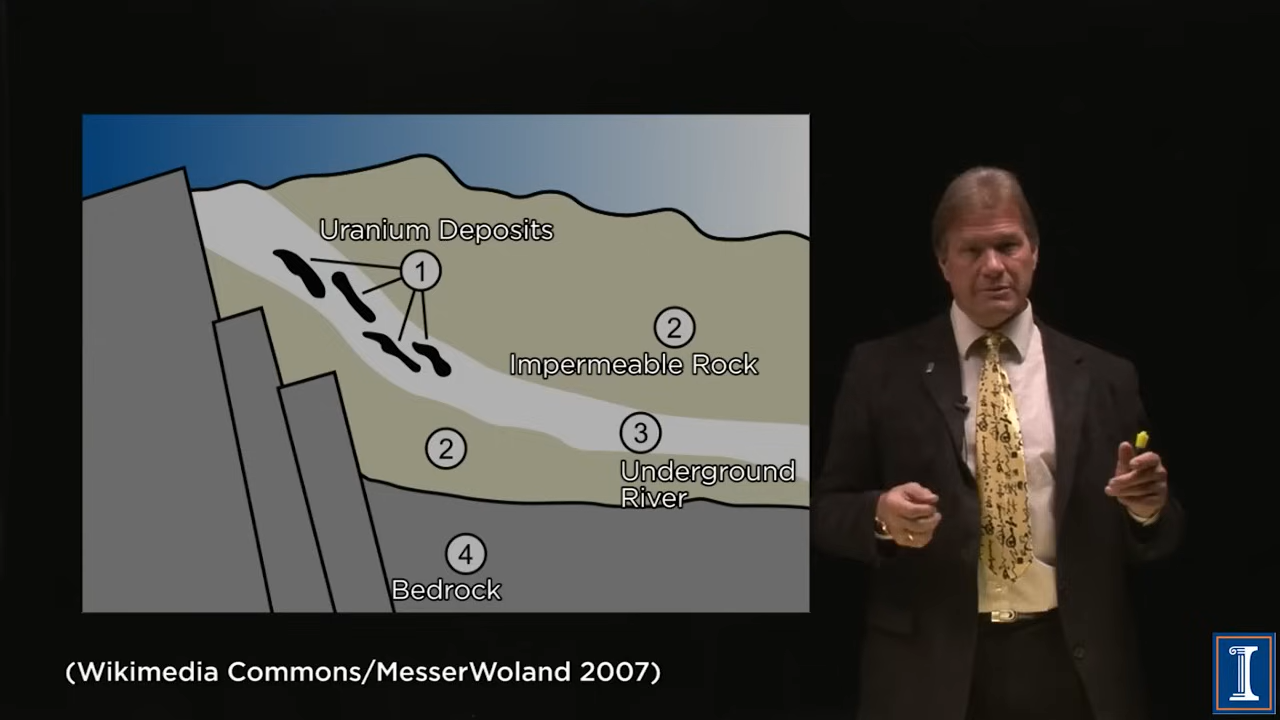 Uranium Deposits
1
2
Impermeable Rock
3
2
Underground
River
4
Bedrock
(Wikimedia Commons/MesserWoland 2007)
I